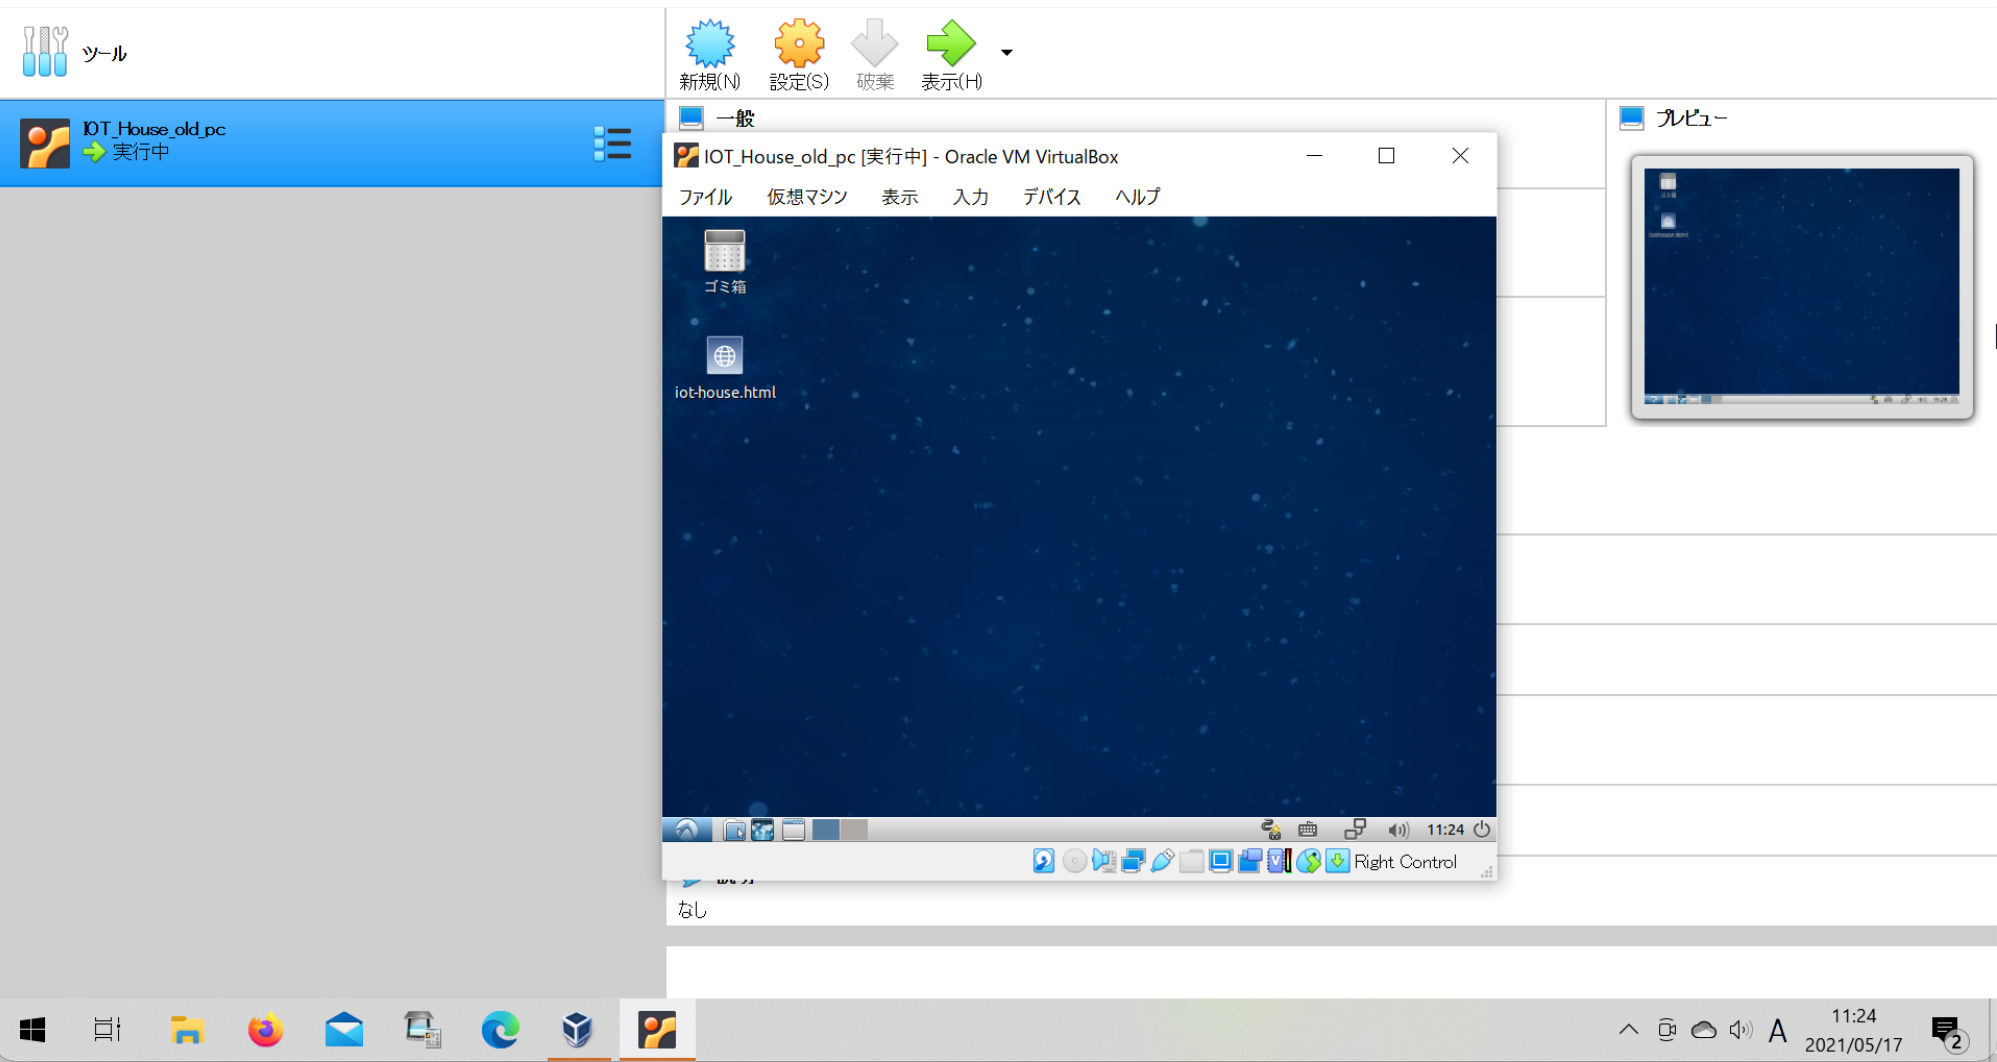 ツール
新規(N)
設定(S)
破棄
表示(H)
IOT_House_old_pc
実行中
一般
プレビュー
IOT_House_old_pc [実行中] - Oracle VM VirtualBox
ファイル 仮想マシン 表示 入力 デバイス ヘルプ
ゴミ箱
iot-house.html
11:24
Right Control
なし
A
11:24
2021/05/17
2